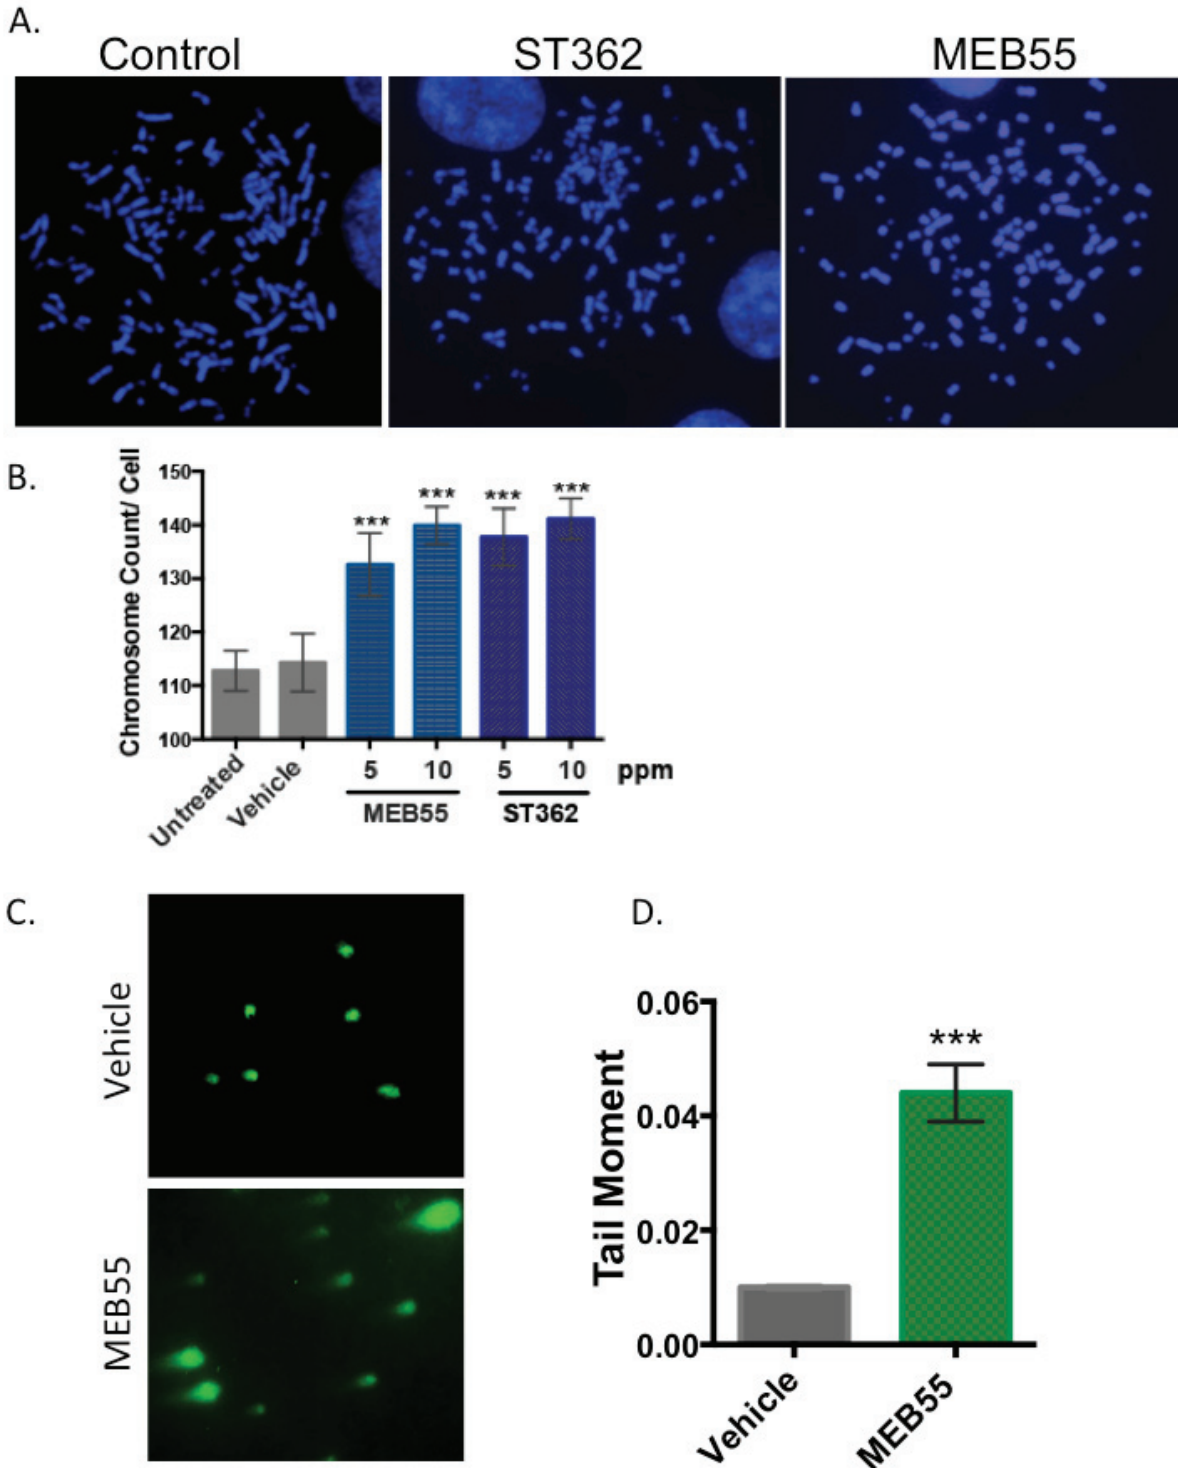 A.
Control ST362 MEB55
B.
Chromosome Count/ Cell
150
140
130
120
110
100
*** *** *** ***
Untreated Vehicle 5 10 5 10 ppm
MEB55 ST362
C.
Vehicle
MEB55
D.
Tail Moment
0.06
0.04
0.02
0.00
***
Vehicle MEB55